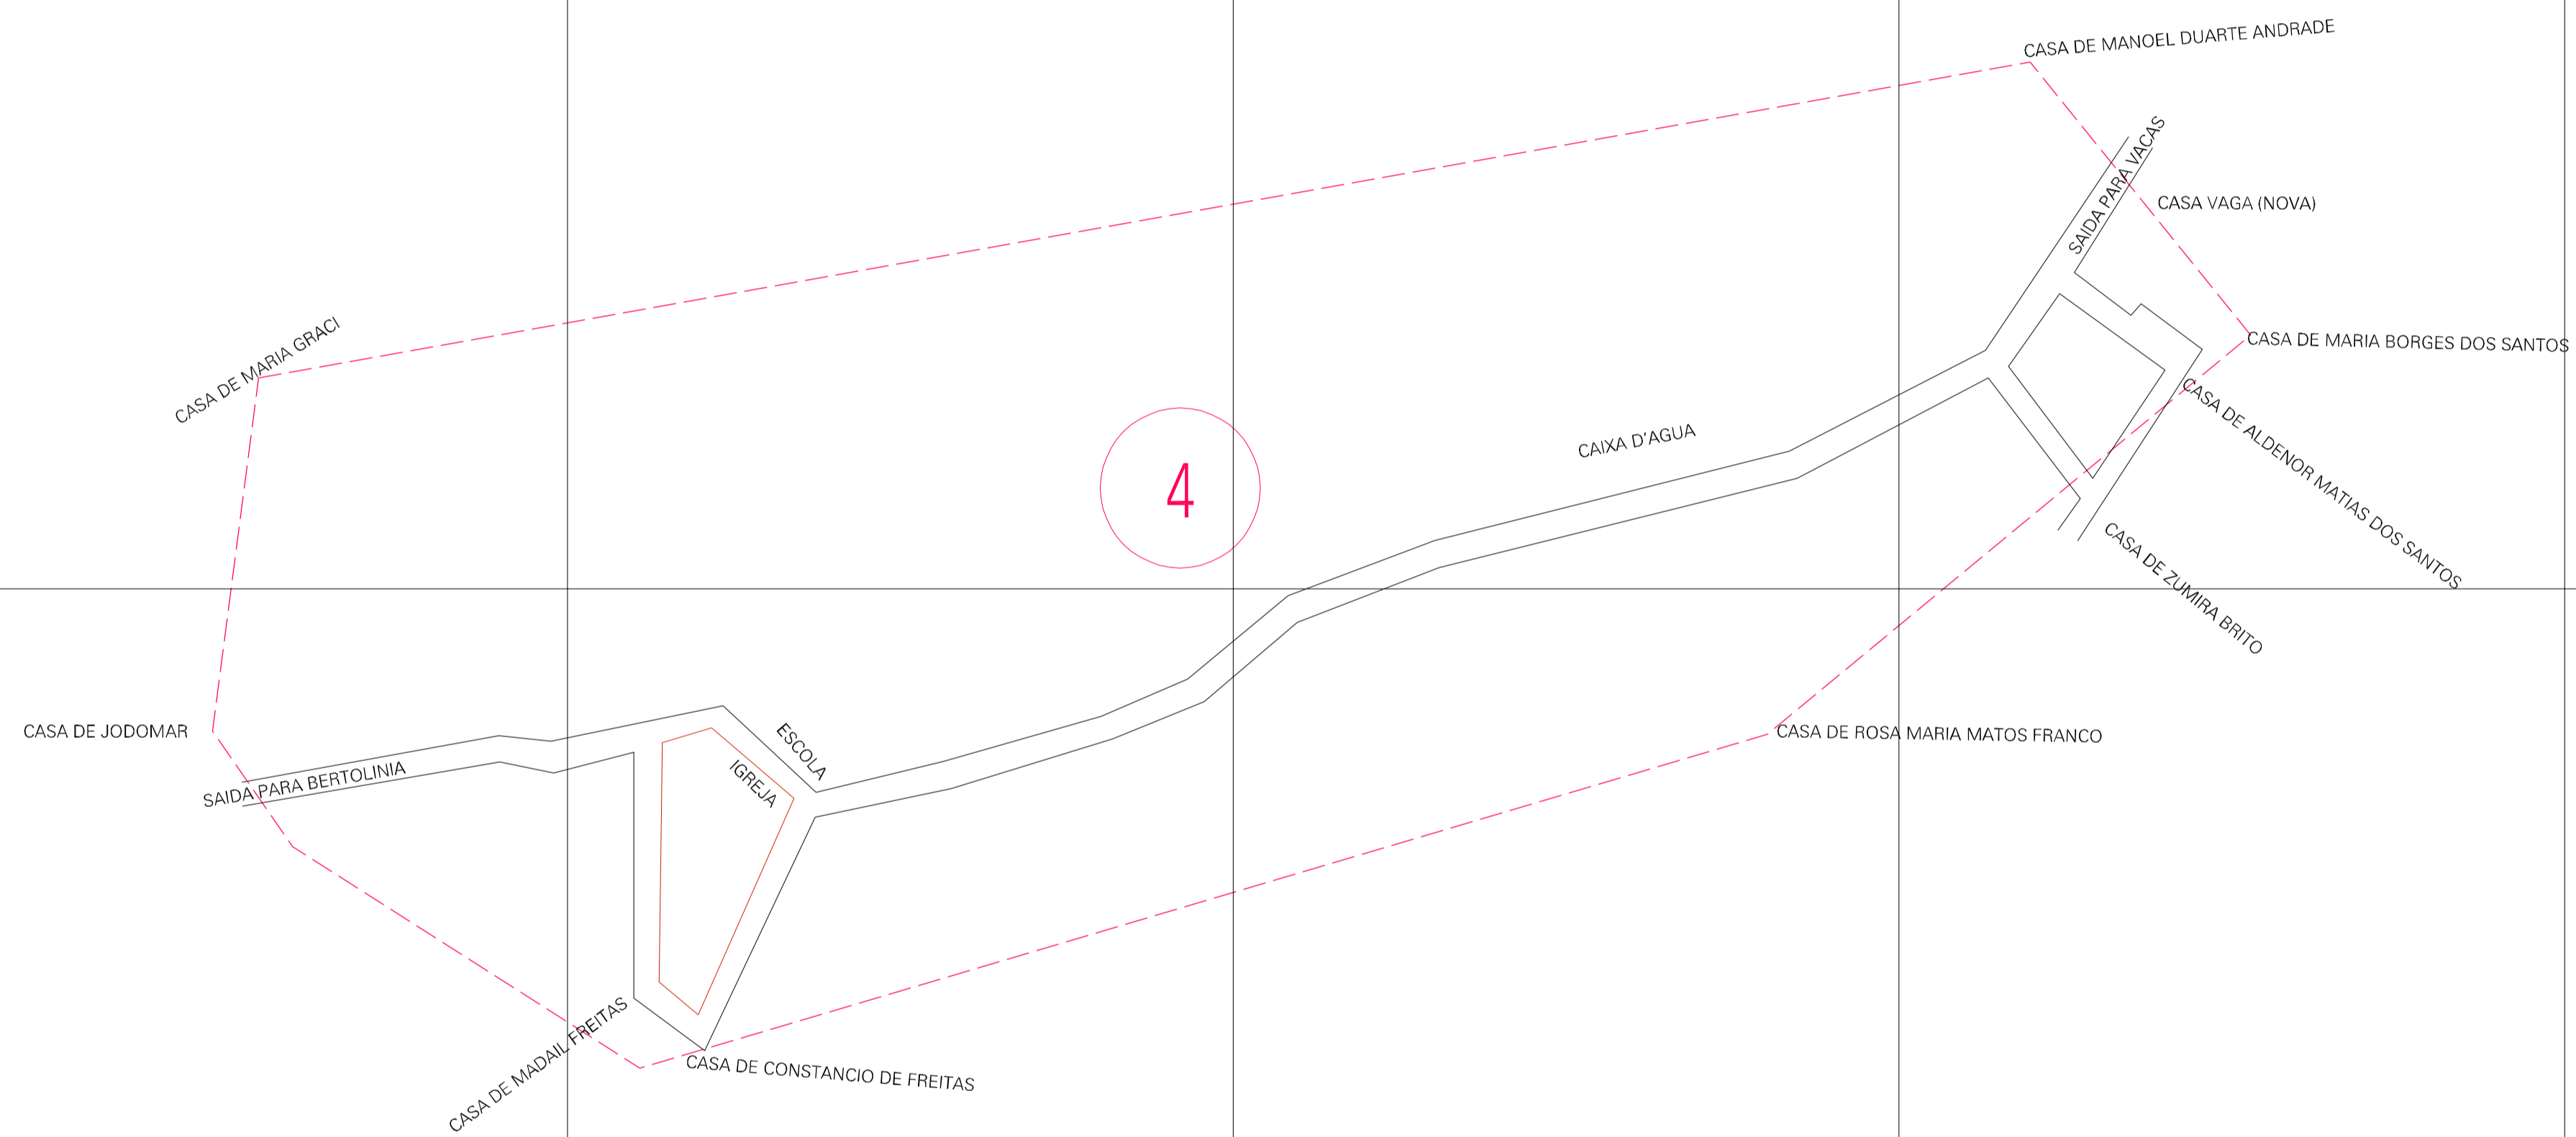 CASA DE MANOEL DUARTE ANDRADE
SAIDA PARA VACAS
CASA VAGA (NOVA)
CASA DE MARIA GRACI
CASA DE MARIA BORGES DOS SANTOS
CASA DE ALDENOR MATIAS DOS SANTOS
CAIXA D'AGUA
4
CASA DE ZUMIRA BRITO
CASA DE JODOMAR
CASA DE ROSA MARIA MATOS FRANCO
ESCOLA
SAIDA PARA BERTOLINIA
IGREJA
CASA DE MADAIL FREITAS
CASA DE CONSTANCIO DE FREITAS